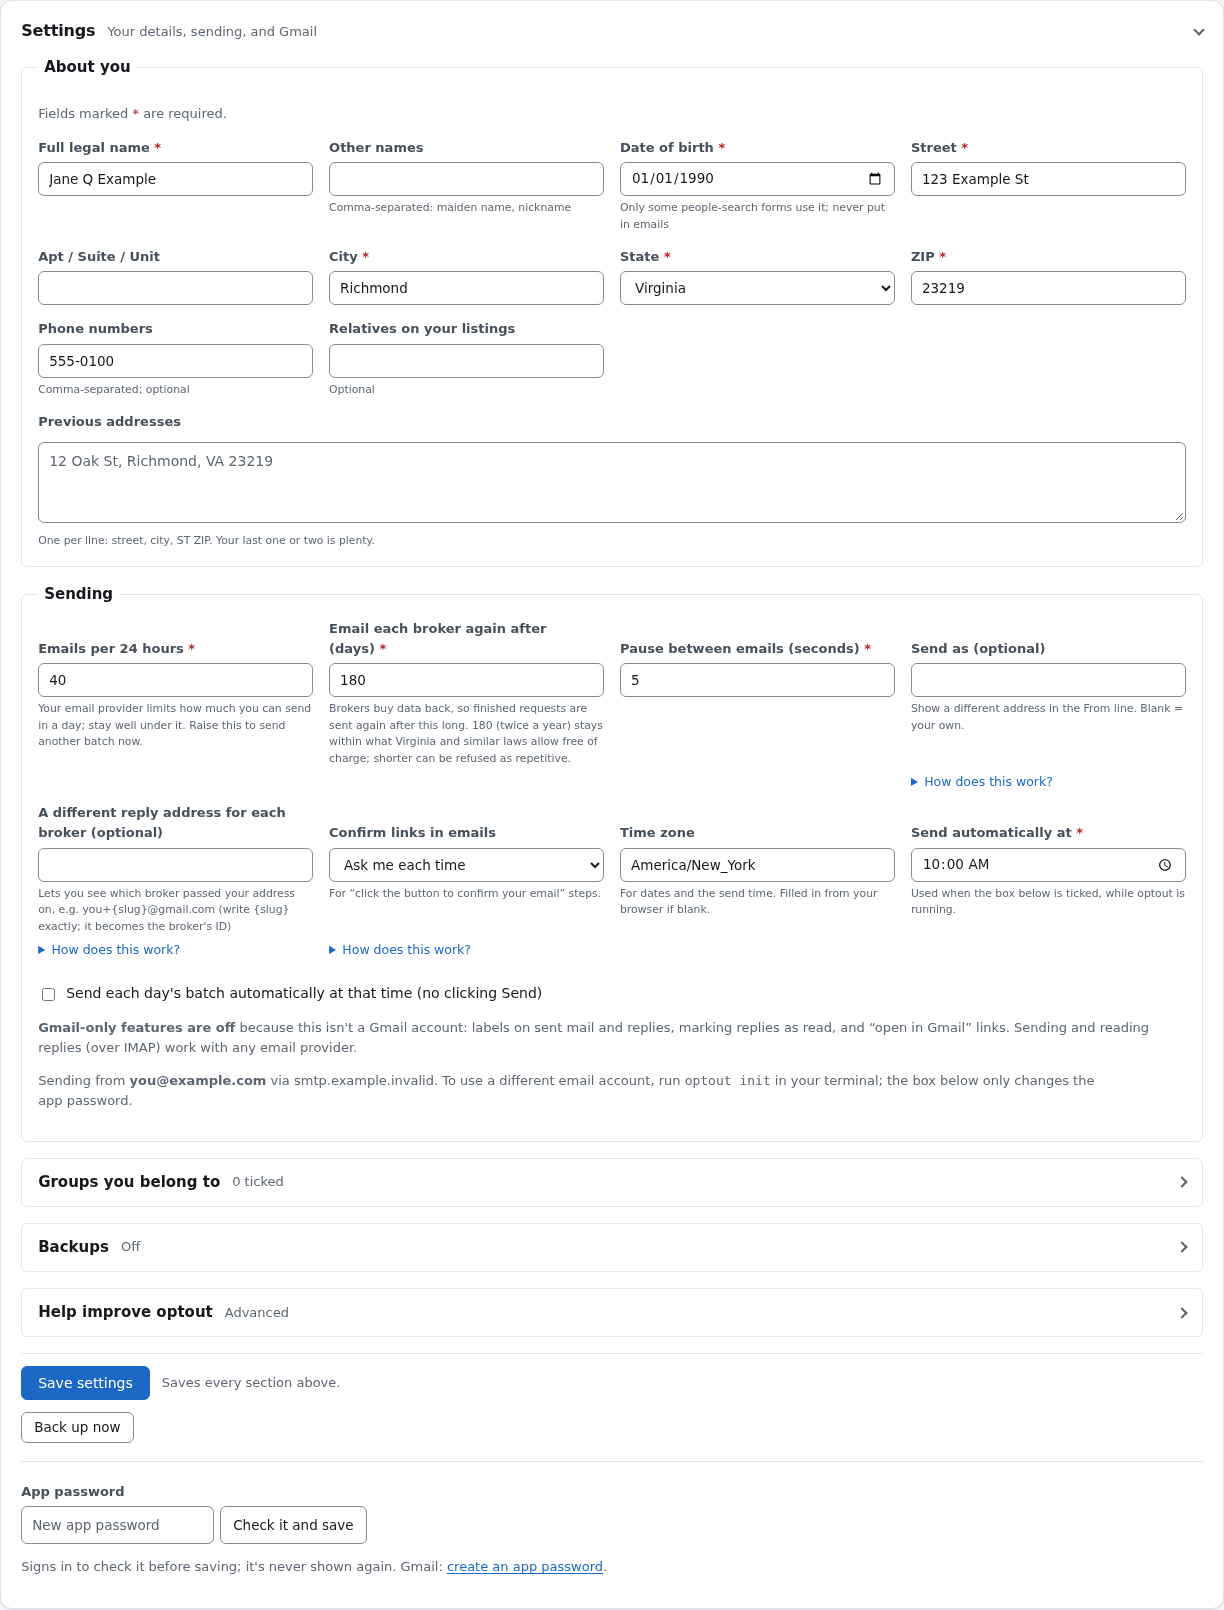 Settings Your details, sending, and Gmail
About you
Fields marked * are required.
Full legal name *
Other names
Date of birth *
Street *
Jane Q Example
01/01/1990
123 Example St
Comma-separated: maiden name, nickname
Only some people-search forms use it; never put
in emails
Apt / Suite / Unit
City *
State *
ZIP *
Richmond
Virginia
23219
Phone numbers
Relatives on your listings
555-0100
Comma-separated; optional
Optional
Previous addresses
12 Oak St, Richmond, VA 23219
One per line: street, city, ST ZIP. Your last one or two is plenty.
Sending
Emails per 24 hours *
Email each broker again after
(days) *
Pause between emails (seconds) *
Send as (optional)
40
180
5
Your email provider limits how much you can send
in a day; stay well under it. Raise this to send
another batch now.
Brokers buy data back, so finished requests are
sent again after this long. 180 (twice a year) stays
within what Virginia and similar laws allow free of
charge; shorter can be refused as repetitive.
Show a different address in the From line. Blank =
your own.
How does this work?
A different reply address for each
broker (optional)
Confirm links in emails
Time zone
Send automatically at *
Ask me each time
America/New_York
10:00 AM
Lets you see which broker passed your address
on, e.g. you+{slug}@gmail.com (write {slug}
exactly; it becomes the broker's ID)
For “click the button to confirm your email” steps.
For dates and the send time. Filled in from your
browser if blank.
Used when the box below is ticked, while optout is
running.
How does this work?
How does this work?
Send each day's batch automatically at that time (no clicking Send)
Gmail-only features are off because this isn't a Gmail account: labels on sent mail and replies, marking replies as read, and “open in Gmail” links. Sending and reading
replies (over IMAP) work with any email provider.
Sending from you@example.com via smtp.example.invalid. To use a different email account, run optout init in your terminal; the box below only changes the
app password.
Groups you belong to 0 ticked
Backups Off
Help improve optout Advanced
Save settings Saves every section above.
Back up now
App password
New app password
Check it and save
Signs in to check it before saving; it's never shown again. Gmail: create an app password.